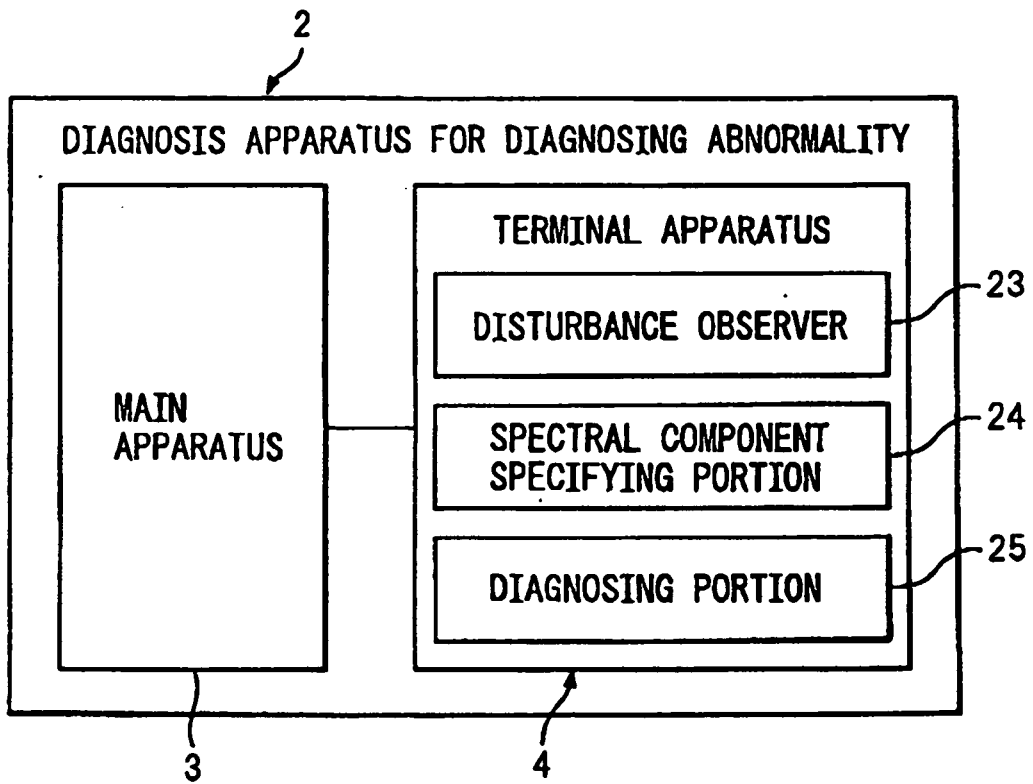 2
DIAGNOSIS APPARATUS FOR DIAGNOSING ABNORMALITY
MAIN
APPARATUS
TERMINAL APPARATUS
DISTURBANCE OBSERVER
23
SPECTRAL COMPONENT
SPECIFYING PORTION
24
DIAGNOSING PORTION
25
3
4